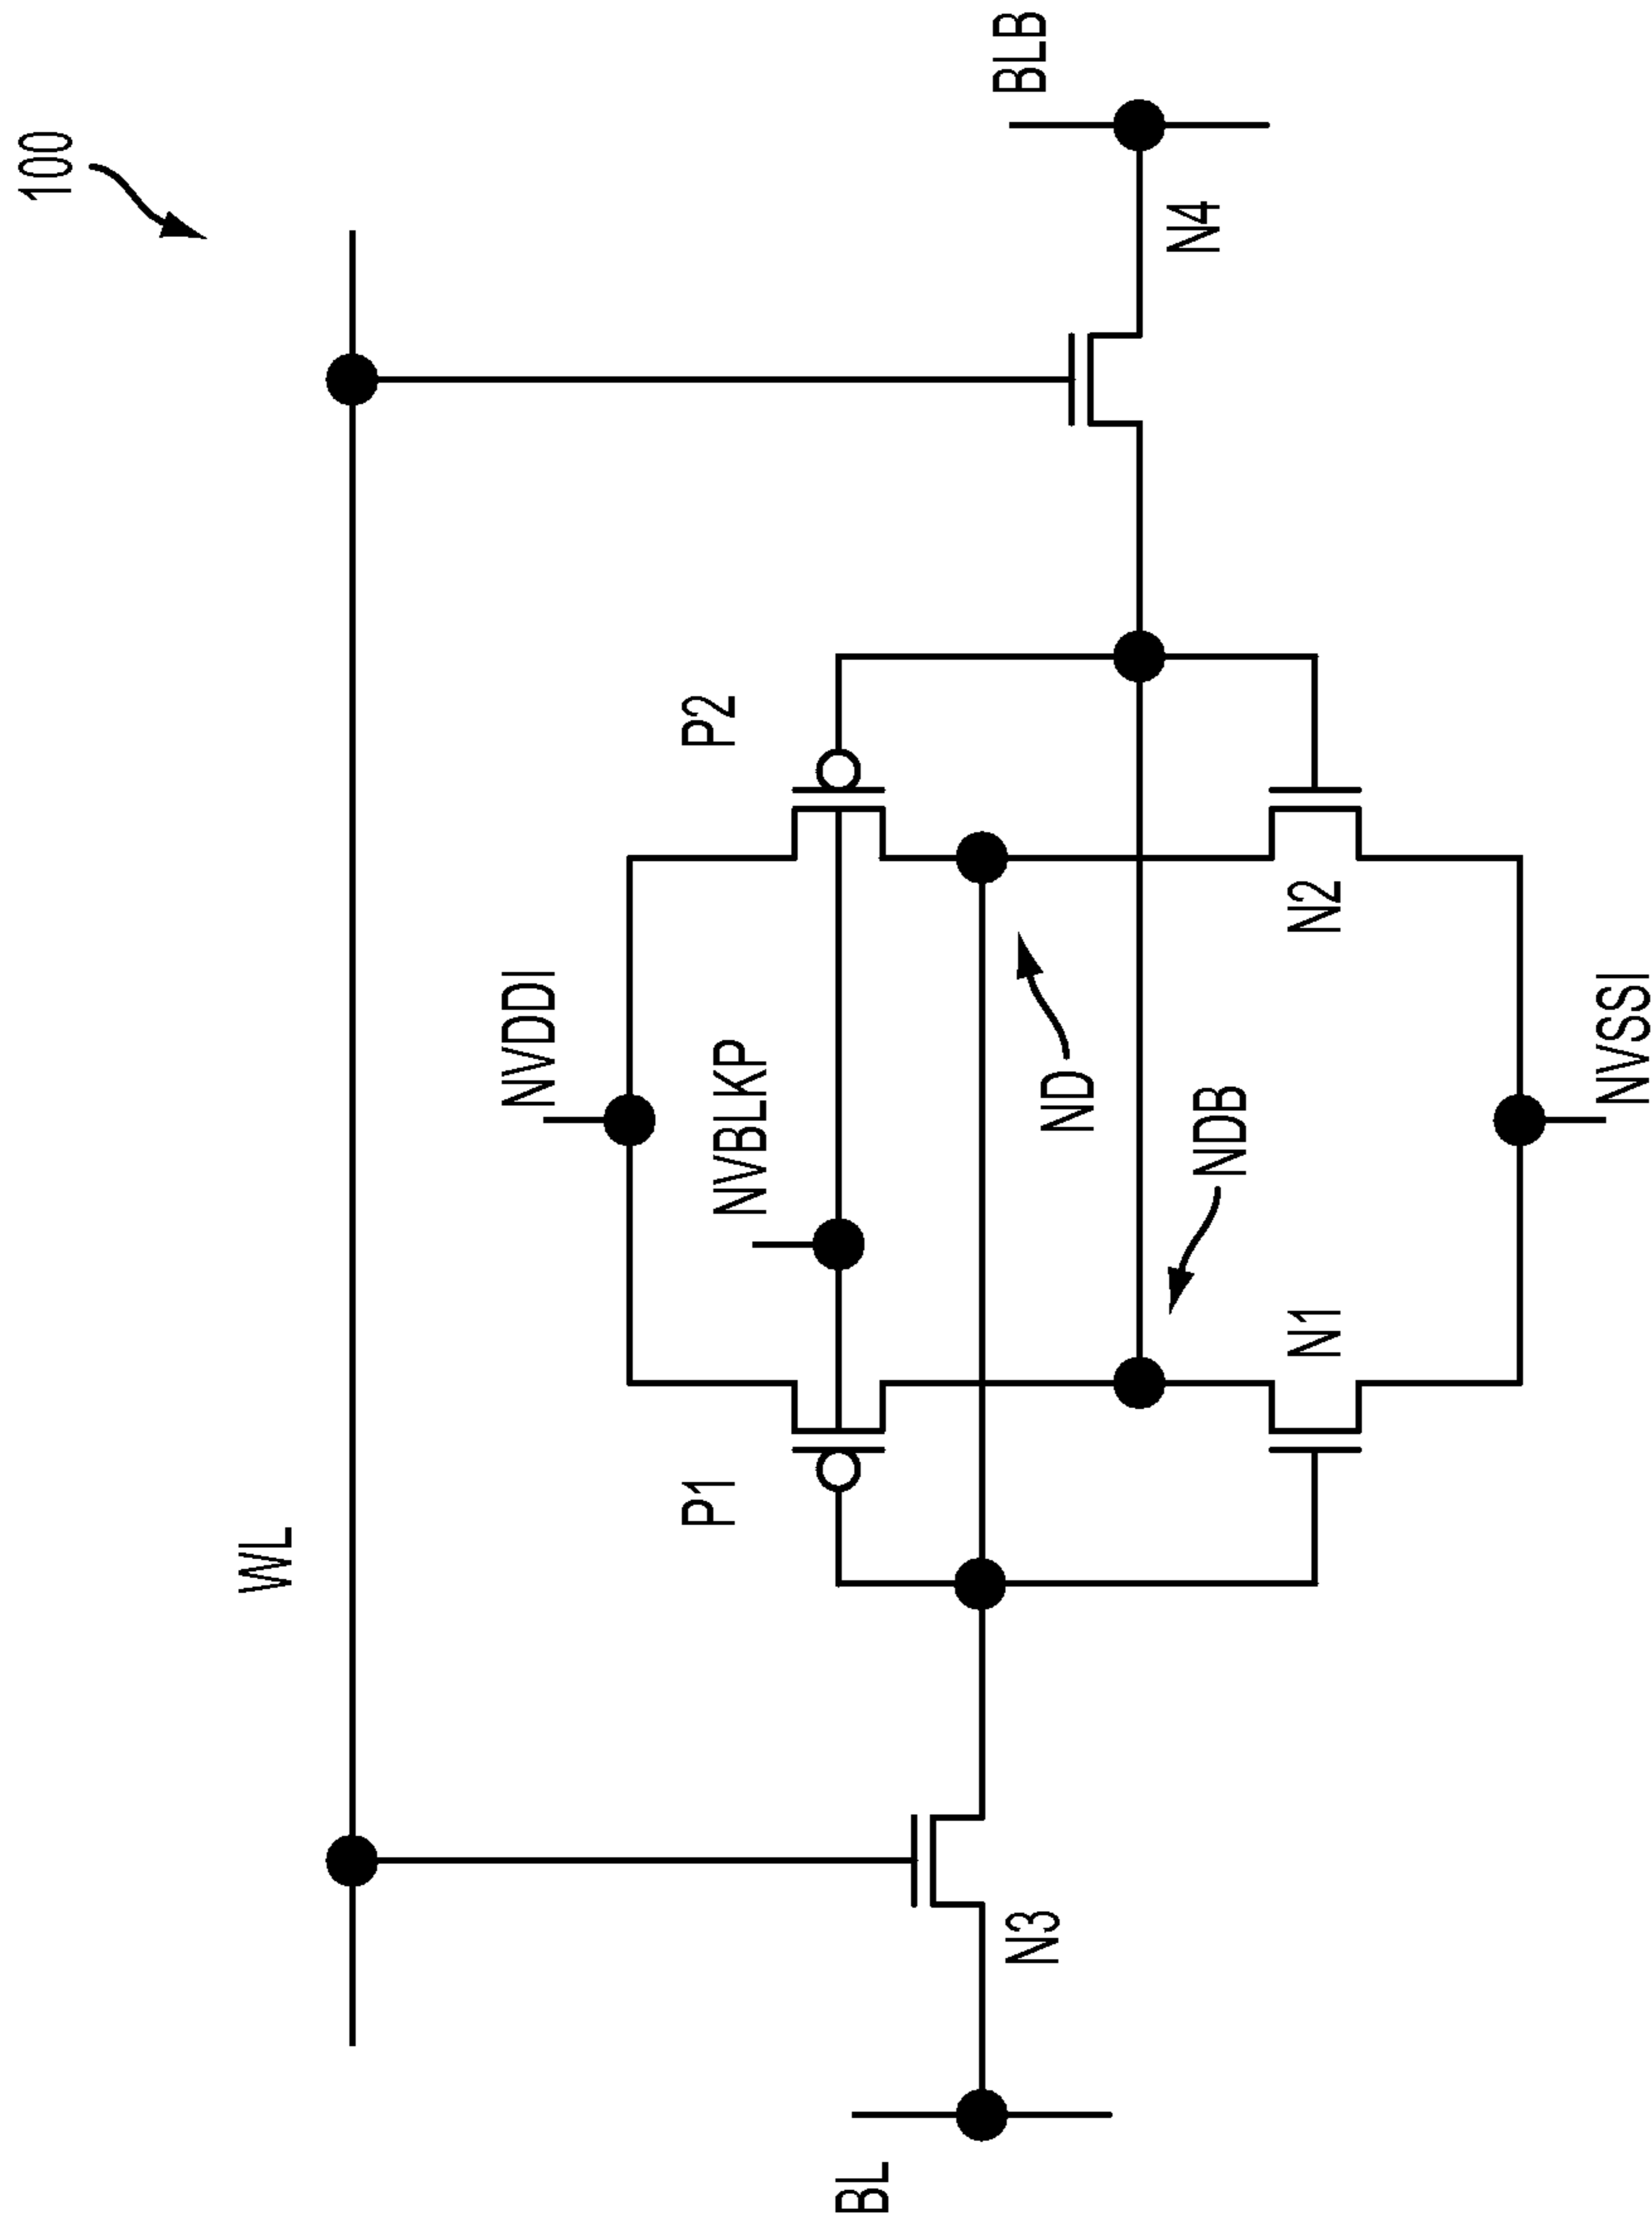 100
WL
NVDDI
NVBLKP
P1
P2
BL
N3
ND
NDB
BLB
N4
N1
N2
NVSSI